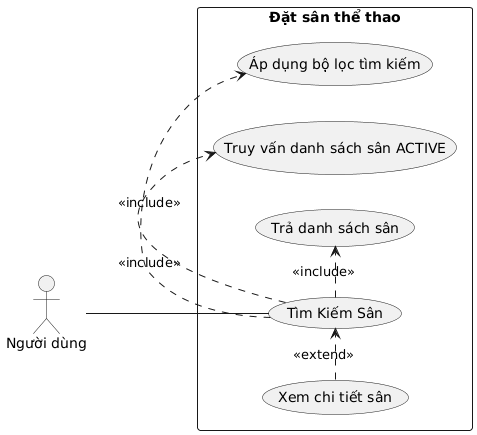 Đặt sân thể thao
Áp dụng bộ lọc tìm kiếm
Truy vấn danh sách sân ACTIVE
«include»
Trả danh sách sân
«include»
«include»
Tìm Kiếm Sân
Người dùng
«extend»
Xem chi tiết sân